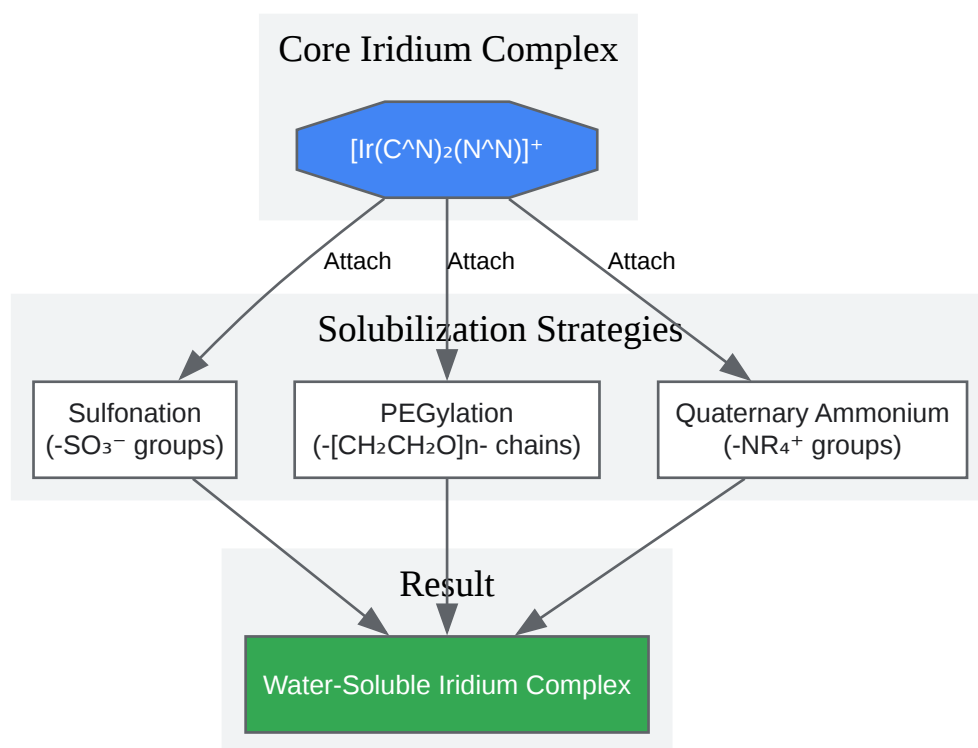 Core Iridium Complex
[Ir(C^N)₂(N^N)]⁺
Attach
Attach
Attach
Solubilization Strategies
Sulfonation
(-SO₃⁻ groups)
PEGylation
(-[CH₂CH₂O]n- chains)
Quaternary Ammonium
(-NR₄⁺ groups)
Result
Water-Soluble Iridium Complex